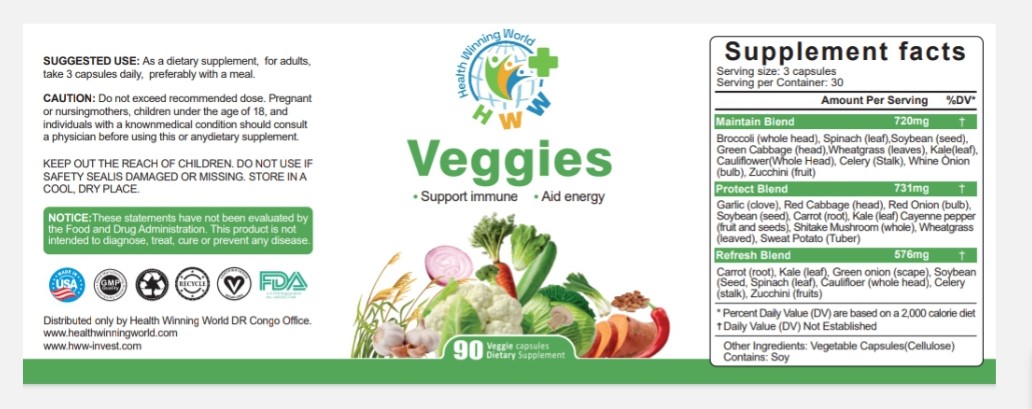 SUGGESTED USE: As a dietary supplement, for adults,
take 3 capsules daily, preferably with a meal.
CAUTION: Do not exceed recommended dose. Pregnant
or nursingmothers, children under the age of 18, and
individuals with a knownmedical condition should consult
a physician before using this or anydietary supplement.
KEEP OUT THE REACH OF CHILDREN. DO NOT USE IF
SAFETY SEALIS DAMAGED OR MISSING. STORE IN A
COOL, DRY PLACE.
NOTICE:These statements have not been evaluated by
the Food and Drug Administration. This product is not
intended to diagnose, treat, cure or prevent any disease.
MADE IN
USA
GMP
Quality
RECYCLE
V
FDA
Distributed only by Health Winning World DR Congo Office.
www.healthwinningworld.com
www.hww-invest.com
Health Winning World
HWW
Veggies
• Support immune • Aid energy
90 Veggie capsules
Dietary Supplement
Supplement facts
Serving size: 3 capsules
Serving per Container: 30
Amount Per Serving %DV*
Maintain Blend 720mg †
Broccoli (whole head), Spinach (leaf),Soybean (seed),
Green Cabbage (head),Wheatgrass (leaves), Kale(leaf),
Cauliflower(Whole Head), Celery (Stalk), Whine Onion
(bulb), Zucchini (fruit)
Protect Blend 731mg †
Garlic (clove), Red Cabbage (head), Red Onion (bulb),
Soybean (seed), Carrot (root), Kale (leaf) Cayenne pepper
(fruit and seeds), Shitake Mushroom (whole), Wheatgrass
(leaved), Sweat Potato (Tuber)
Refresh Blend 576mg †
Carrot (root), Kale (leaf), Green onion (scape), Soybean
(Seed, Spinach (leaf), Caulifloer (whole head), Celery
(stalk), Zucchini (fruits)
* Percent Daily Value (DV) are based on a 2,000 calorie diet
† Daily Value (DV) Not Established
Other Ingredients: Vegetable Capsules(Cellulose)
Contains: Soy